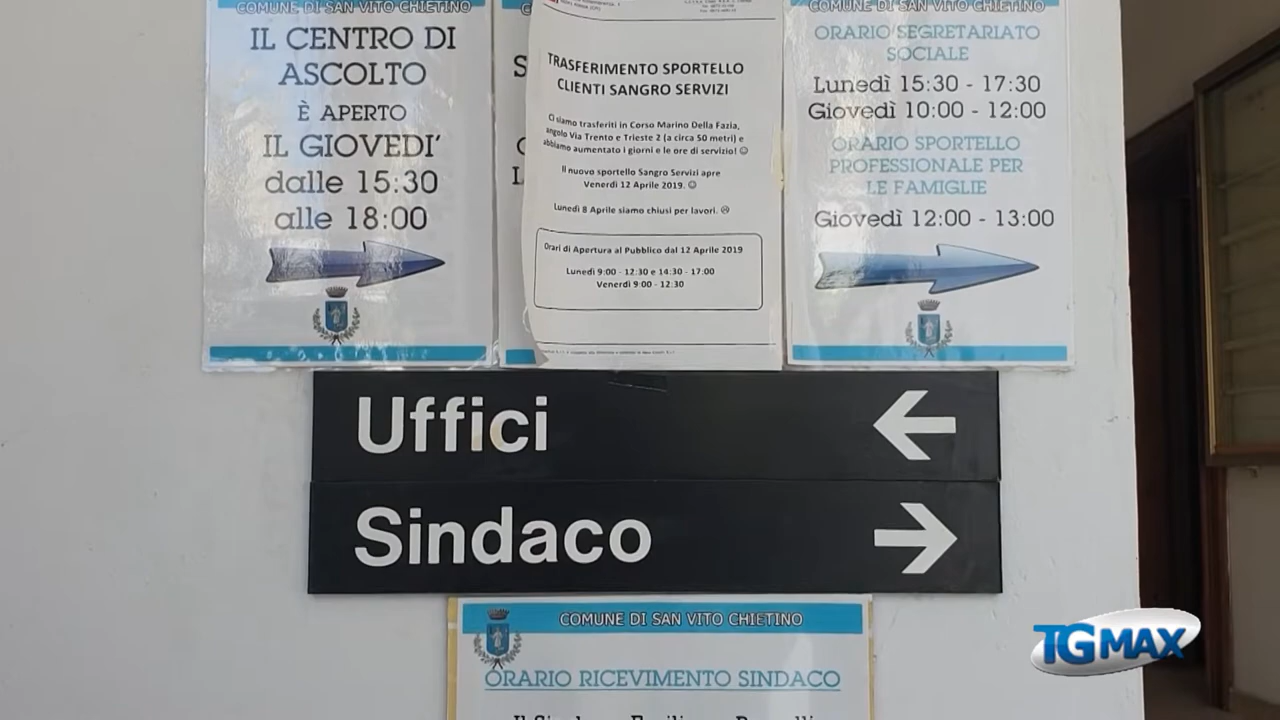 COMUNE DI SAN VITO CHIETINO
IL CENTRO DI
ASCOLTO
È APERTO
IL GIOVEDI'
dalle 15:30
alle 18:00
TRASFERIMENTO SPORTELLO
CLIENTI SANGRO SERVIZI
Ci siamo trasferiti in Corso Marino Della Fazia,
angolo Via Trento e Trieste 2 (a circa 50 metri) e
abbiamo aumentato i giorni e le ore di servizio! ☺
Il nuovo sportello Sangro Servizi apre
Venerdì 12 Aprile 2019. ☺
Lunedì 8 Aprile siamo chiusi per lavori. ☹
Orari di Apertura al Pubblico dal 12 Aprile 2019
Lunedì 9:00 - 12:30 e 14:30 - 17:00
Venerdì 9:00 - 12:30
COMUNE DI SAN VITO CHIETINO
ORARIO SEGRETARIATO
SOCIALE
Lunedì 15:30 - 17:30
Giovedì 10:00 - 12:00
ORARIO SPORTELLO
PROFESSIONALE PER
LE FAMIGLIE
Giovedì 12:00 - 13:00
Uffici
Sindaco
COMUNE DI SAN VITO CHIETINO
ORARIO RICEVIMENTO SINDACO
TGMAX